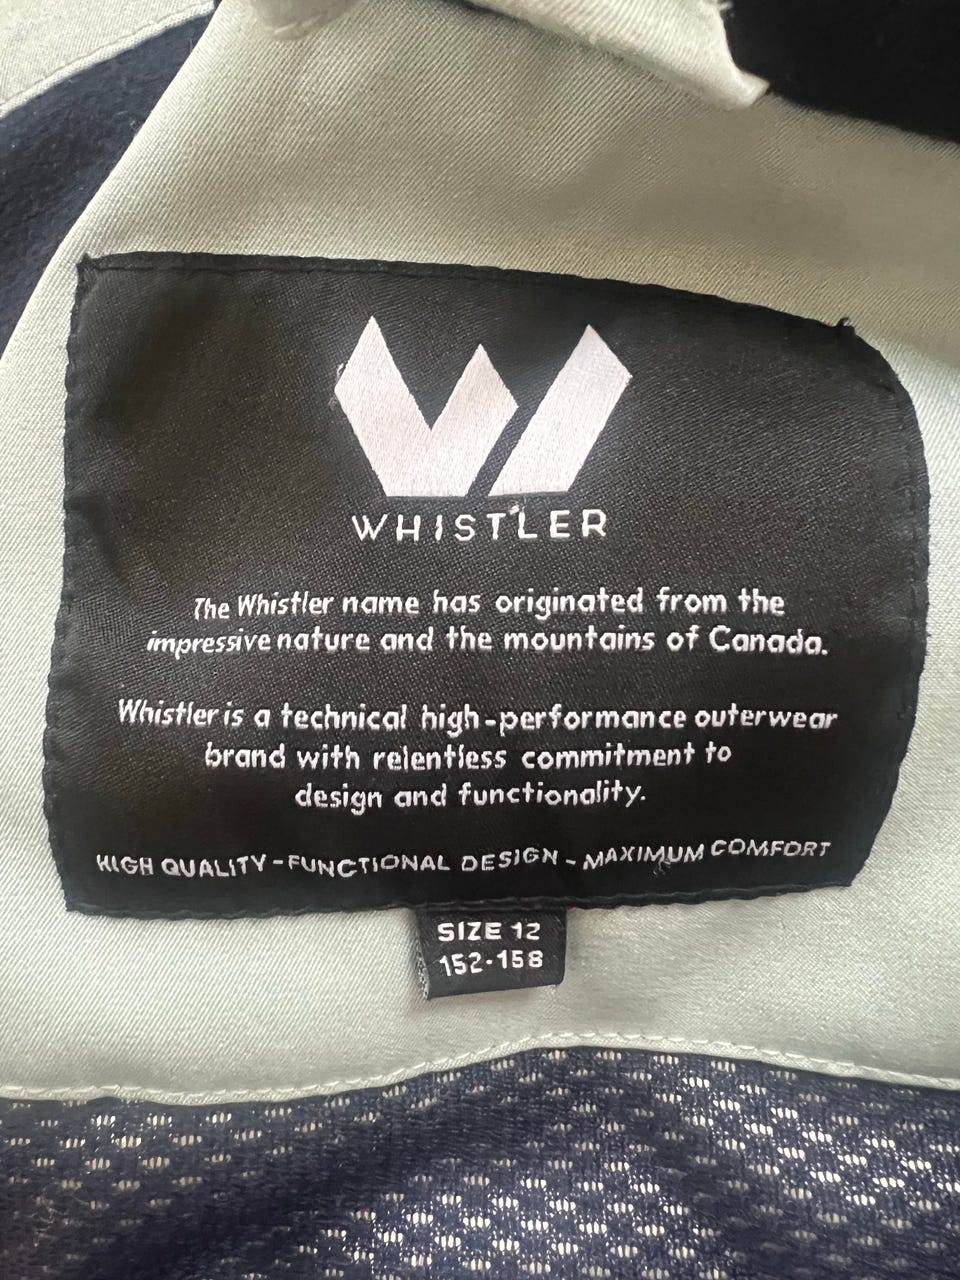 WHISTLER
The Whistler name has originated from the
impressive nature and the mountains of Canada.
Whistler is a technical high-performance outerwear
brand with relentless commitment to
design and functionality.
HIGH QUALITY - FUNCTIONAL DESIGN - MAXIMUM COMFORT
SIZE 12
152-158